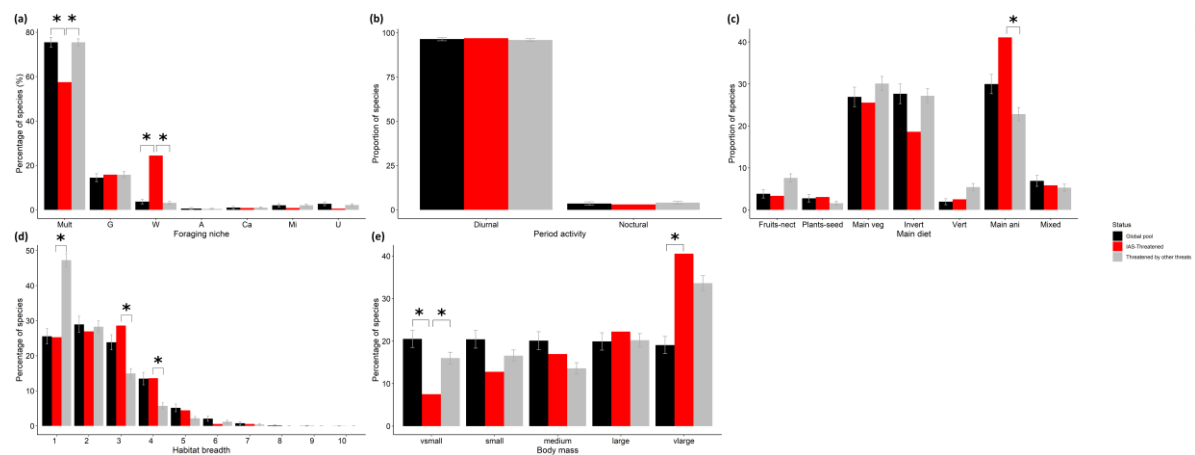 (a)
80
60
40
20
0
Percentage of species (%)
* *
* *
Mult G W A Ca Mi U
Foraging niche
(b)
100
75
50
25
0
Proportion of species
Diurnal Noctural
Period activity
(c)
40
30
20
10
0
Proportion of species
*
Fruits-nect Plants-seed Main veg Invert Vert Main ani Mixed
Main diet
Status
Global pool
IAS-Threatened
Threatened by other threats
(d)
50
40
30
20
10
0
Percentage of species
*
*
*
1 2 3 4 5 6 7 8 9 10
Habitat breadth
(e)
40
30
20
10
0
Percentage of species
* *
*
vsmall small medium large vlarge
Body mass